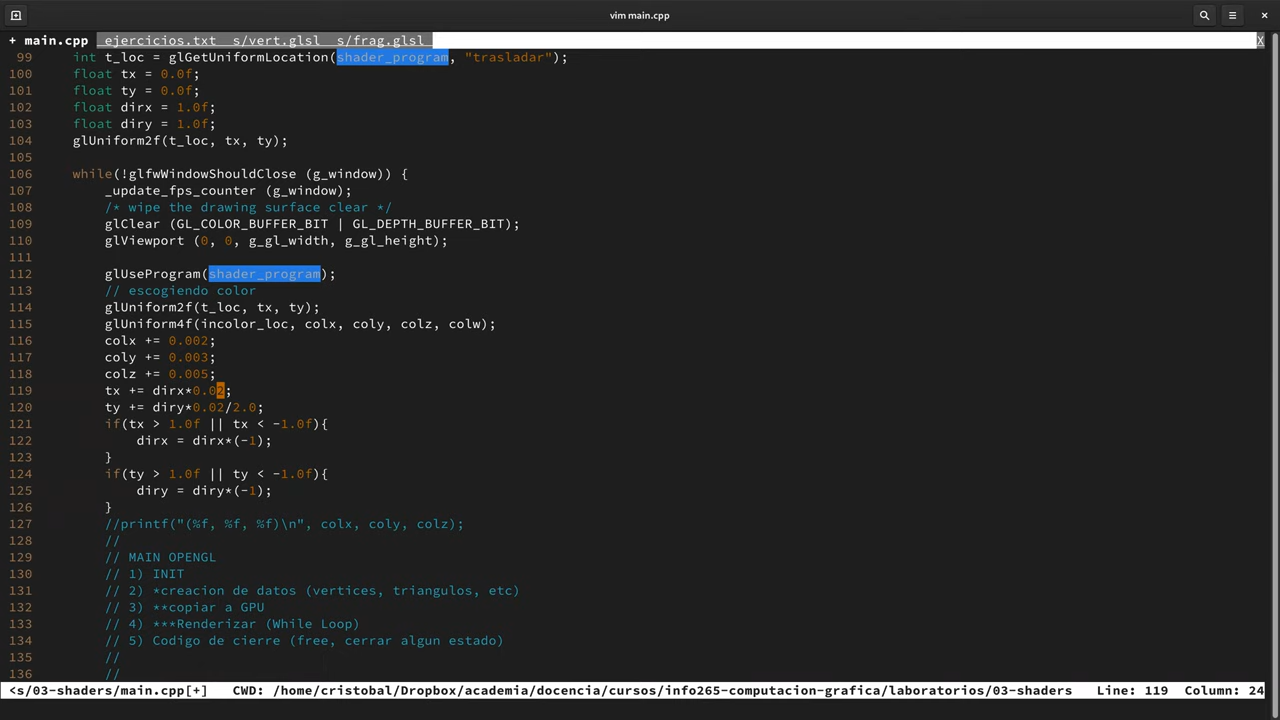 vim main.cpp
+ main.cpp ejercicios.txt s/vert.glsl s/frag.glsl X
99 int t_loc = glGetUniformLocation(shader_program, "trasladar");
100 float tx = 0.0f;
101 float ty = 0.0f;
102 float dirx = 1.0f;
103 float diry = 1.0f;
104 glUniform2f(t_loc, tx, ty);
105
106 while(!glfwWindowShouldClose (g_window)) {
107 _update_fps_counter (g_window);
108 /* wipe the drawing surface clear */
109 glClear (GL_COLOR_BUFFER_BIT | GL_DEPTH_BUFFER_BIT);
110 glViewport (0, 0, g_gl_width, g_gl_height);
111
112 glUseProgram(shader_program);
113 // escogiendo color
114 glUniform2f(t_loc, tx, ty);
115 glUniform4f(incolor_loc, colx, coly, colz, colw);
116 colx += 0.002;
117 coly += 0.003;
118 colz += 0.005;
119 tx += dirx*0.02;
120 ty += diry*0.02/2.0;
121 if(tx > 1.0f || tx < -1.0f){
122 dirx = dirx*(-1);
123 }
124 if(ty > 1.0f || ty < -1.0f){
125 diry = diry*(-1);
126 }
127 //printf("(%f, %f, %f)\n", colx, coly, colz);
128 //
129 // MAIN OPENGL
130 // 1) INIT
131 // 2) *creacion de datos (vertices, triangulos, etc)
132 // 3) **copiar a GPU
133 // 4) ***Renderizar (While Loop)
134 // 5) Codigo de cierre (free, cerrar algun estado)
135 //
136 //
<s/03-shaders/main.cpp[+] CWD: /home/cristobal/Dropbox/academia/docencia/cursos/info265-computacion-grafica/laboratorios/03-shaders Line: 119 Column: 24